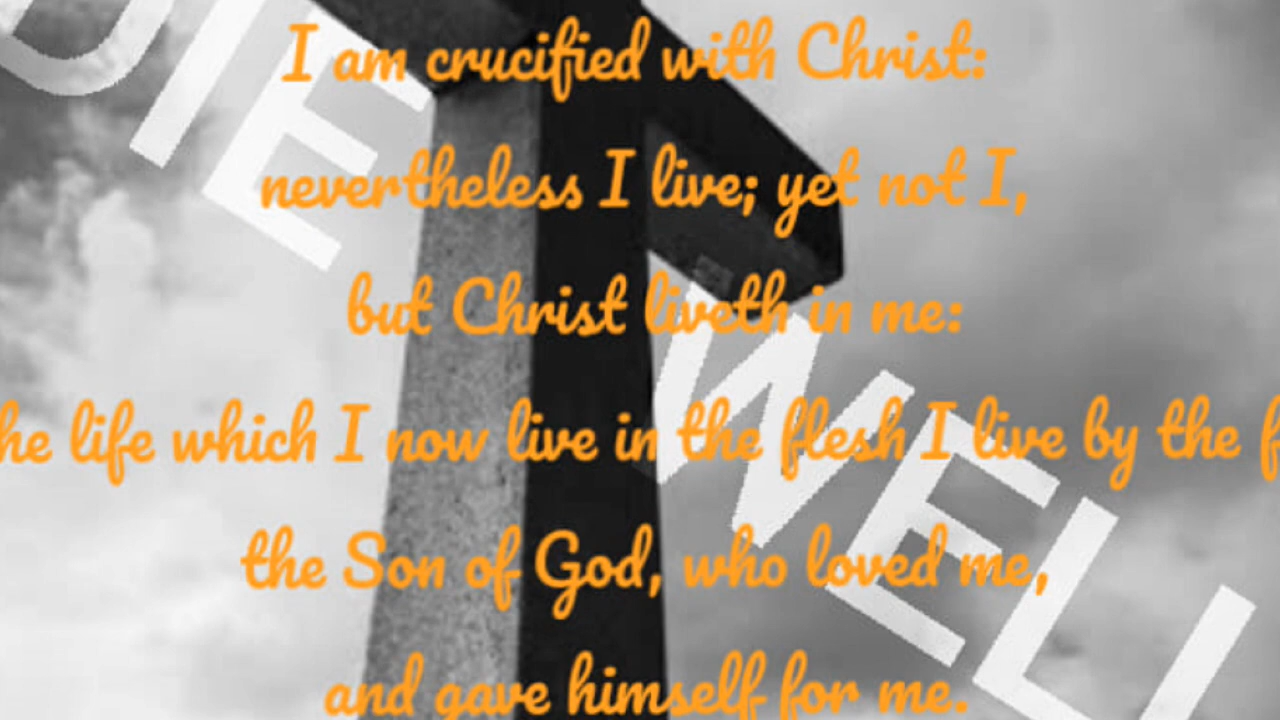 I am crucified with Christ:
nevertheless I live; yet not I,
but Christ liveth in me:
he life which I now live in the flesh I live by the f
the Son of God, who loved me,
and gave himself for me.
DIE
WELL